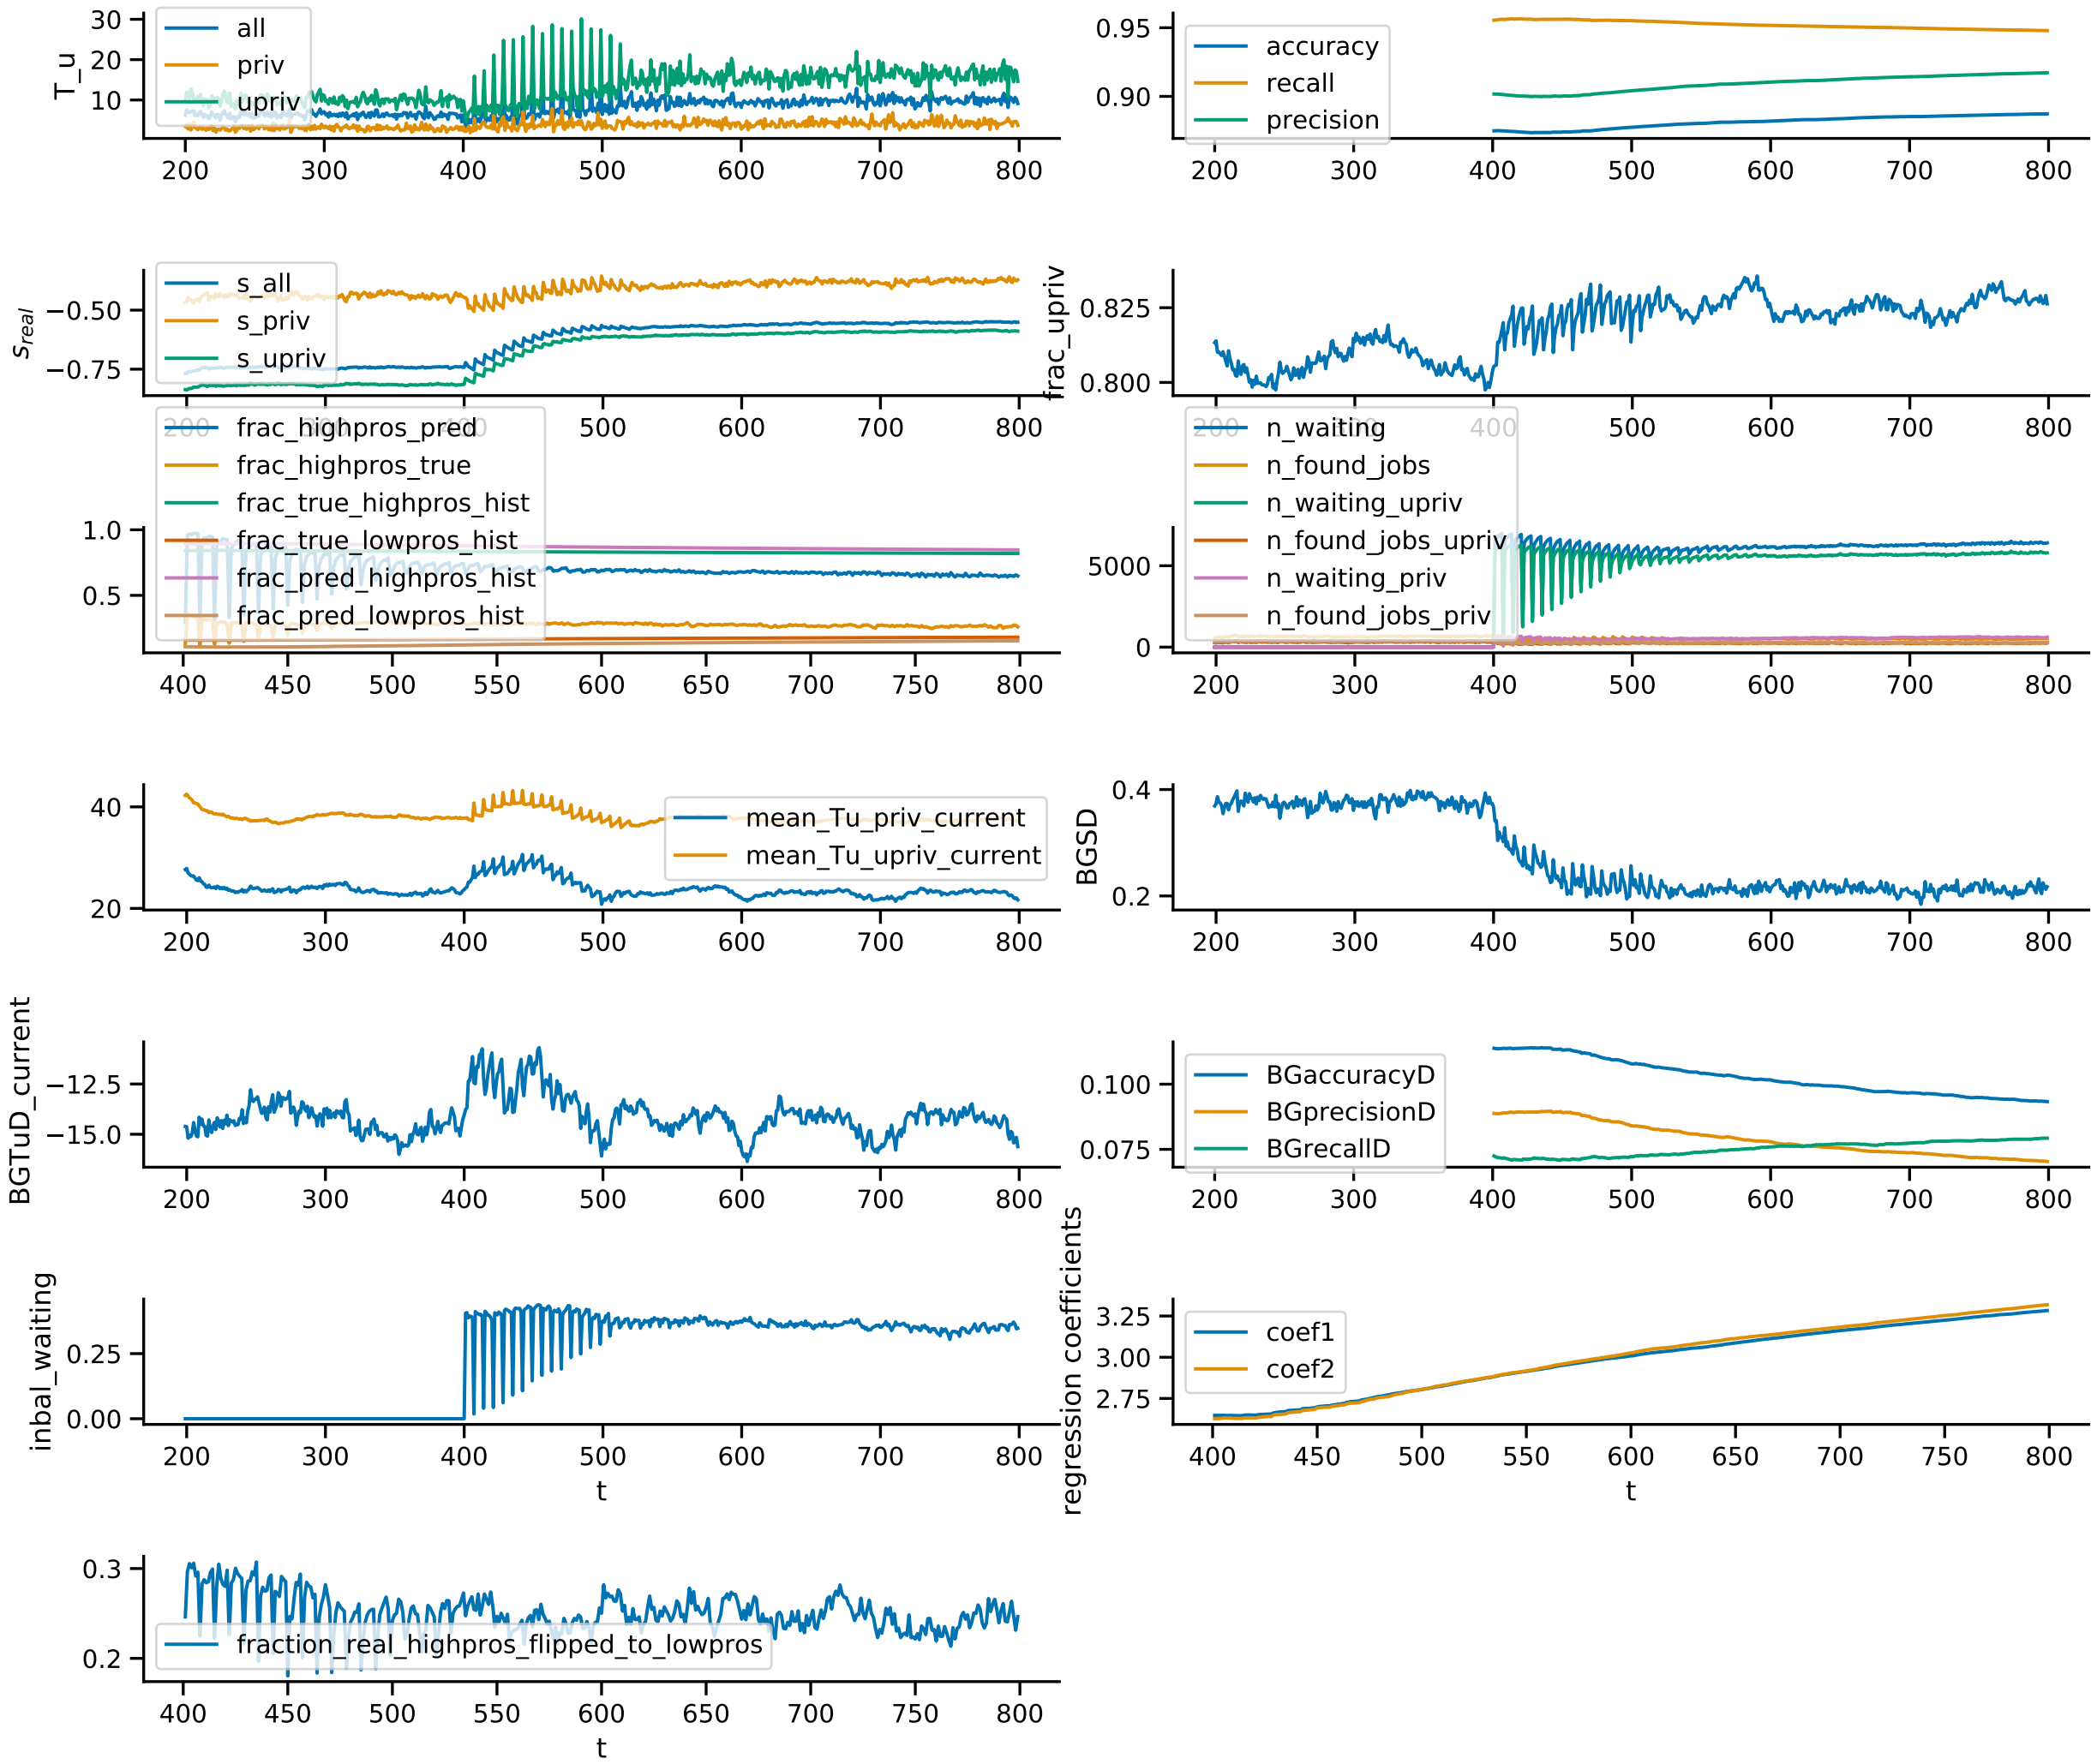 T_u
30
20
10
all
priv
upriv
200 300 400 500 600 700 800
0.95
0.90
accuracy
recall
precision
200 300 400 500 600 700 800
s_real
−0.50
−0.75
s_all
s_priv
s_upriv
200 300 400 500 600 700 800
frac_upriv
0.825
0.800
200 300 400 500 600 700 800
1.0
0.5
frac_highpros_pred
frac_highpros_true
frac_true_highpros_hist
frac_true_lowpros_hist
frac_pred_highpros_hist
frac_pred_lowpros_hist
400 450 500 550 600 650 700 750 800
5000
0
n_waiting
n_found_jobs
n_waiting_upriv
n_found_jobs_upriv
n_waiting_priv
n_found_jobs_priv
200 300 400 500 600 700 800
40
20
mean_Tu_priv_current
mean_Tu_upriv_current
200 300 400 500 600 700 800
BGSD
0.4
0.2
200 300 400 500 600 700 800
BGTuD_current
−12.5
−15.0
200 300 400 500 600 700 800
0.100
0.075
BGaccuracyD
BGprecisionD
BGrecallD
200 300 400 500 600 700 800
inbal_waiting
0.25
0.00
200 300 400 500 600 700 800
t
regression coefficients
3.25
3.00
2.75
coef1
coef2
400 450 500 550 600 650 700 750 800
t
0.3
0.2
fraction_real_highpros_flipped_to_lowpros
400 450 500 550 600 650 700 750 800
t